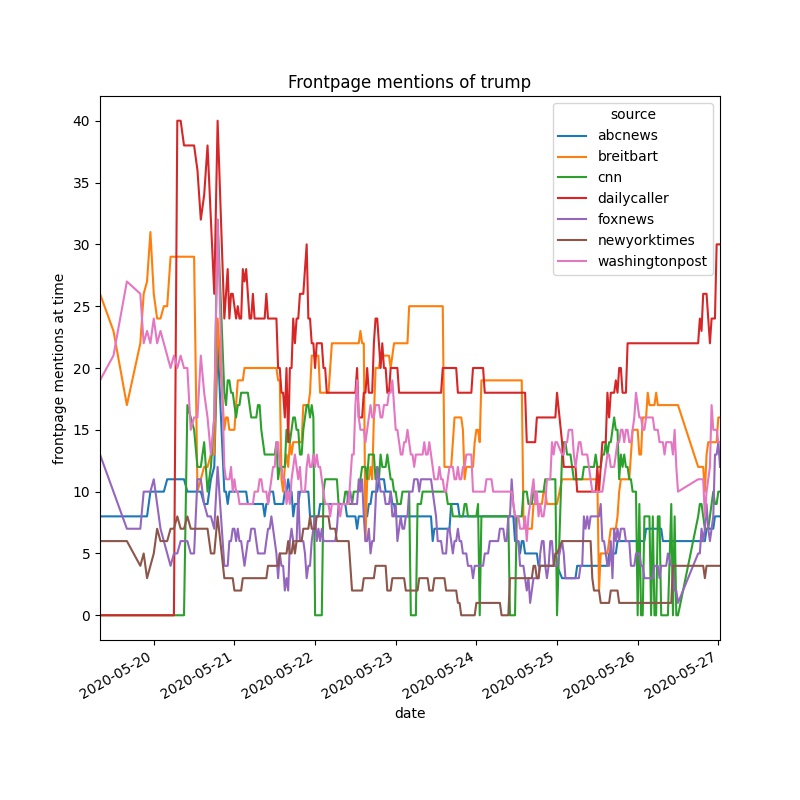 Frontpage mentions of trump
source
abcnews
breitbart
cnn
dailycaller
foxnews
newyorktimes
washingtonpost
frontpage mentions at time
40
35
30
25
20
15
10
5
0
2020-05-20
2020-05-21
2020-05-22
2020-05-23
2020-05-24
2020-05-25
2020-05-26
2020-05-27
date